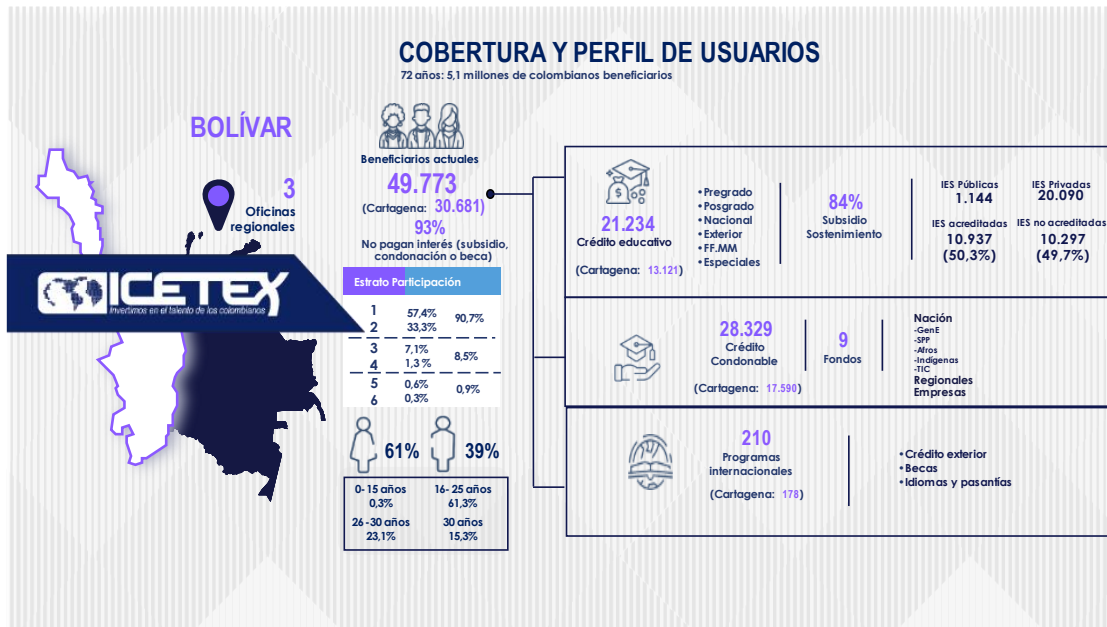 COBERTURA Y PERFIL DE USUARIOS
72 años: 5,1 millones de colombianos beneficiarios
BOLÍVAR
3
Oficinas
regionales
ICETEX
Invertimos en el talento de los colombianos
Beneficiarios actuales
49.773
(Cartagena: 30.681)
93%
No pagan interés (subsidio,
condonación o beca)
Estrato Participación
1 57,4%
90,7%
2 33,3%
3 7,1%
8,5%
4 1,3 %
5 0,6%
0,9%
6 0,3%
61% 39%
0- 15 años 16- 25 años
0,3% 61,3%
26 -30 años 30 años
23,1% 15,3%
21.234
Crédito educativo
(Cartagena: 13.121)
• Pregrado
• Posgrado
• Nacional
• Exterior
• FF.MM
• Especiales
84%
Subsidio
Sostenimiento
IES Públicas IES Privadas
1.144 20.090
IES acreditadas IES no acreditadas
10.937 10.297
(50,3%) (49,7%)
28.329
Crédito
Condonable
(Cartagena: 17.590)
9
Fondos
Nación
-GenE
-SPP
-Afros
-Indígenas
-TIC
Regionales
Empresas
210
Programas
internacionales
(Cartagena: 178)
• Crédito exterior
• Becas
• Idiomas y pasantías